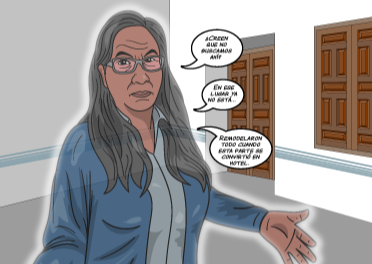 ¿CREEN
QUE NO
BUSCAMOS
AHÍ?
EN ESE
LUGAR YA
NO ESTÁ...
REMODELARON
TODO CUANDO
ESTA PARTE SE
CONVIRTIÓ EN
HOTEL.